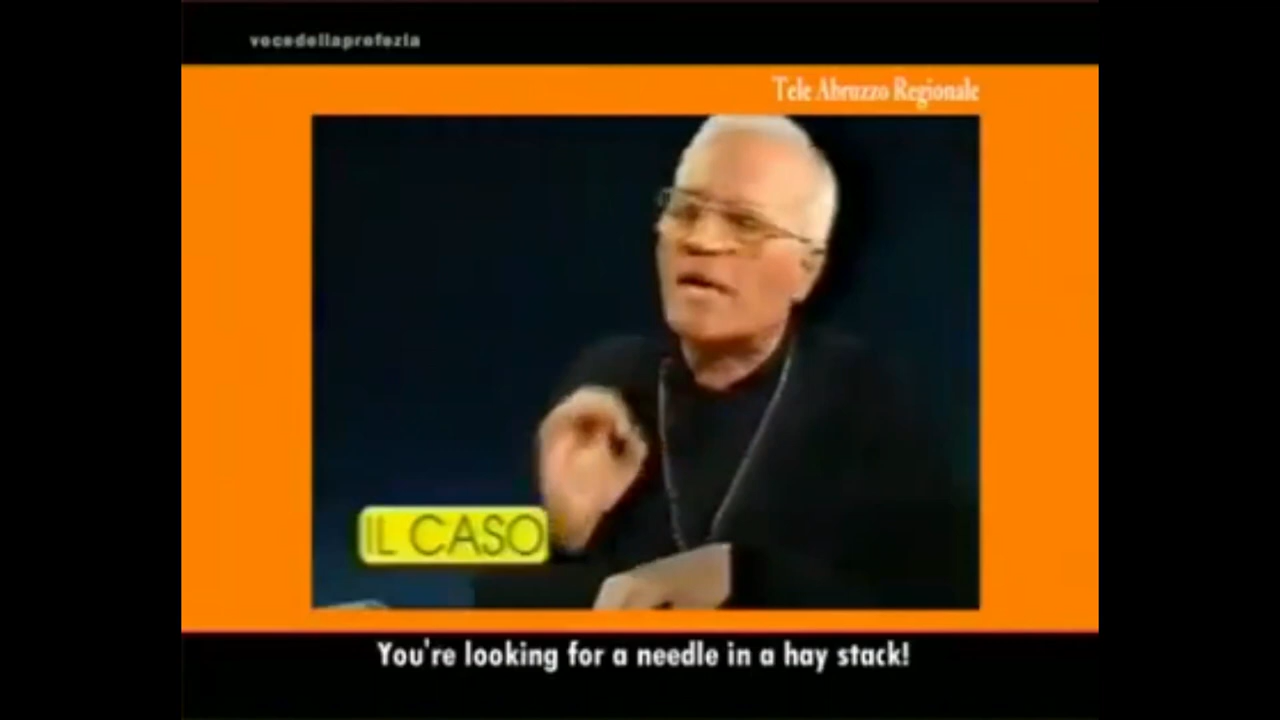 vocedellaprofezia
Tele Abruzzo Regionale
IL CASO
You're looking for a needle in a hay stack!